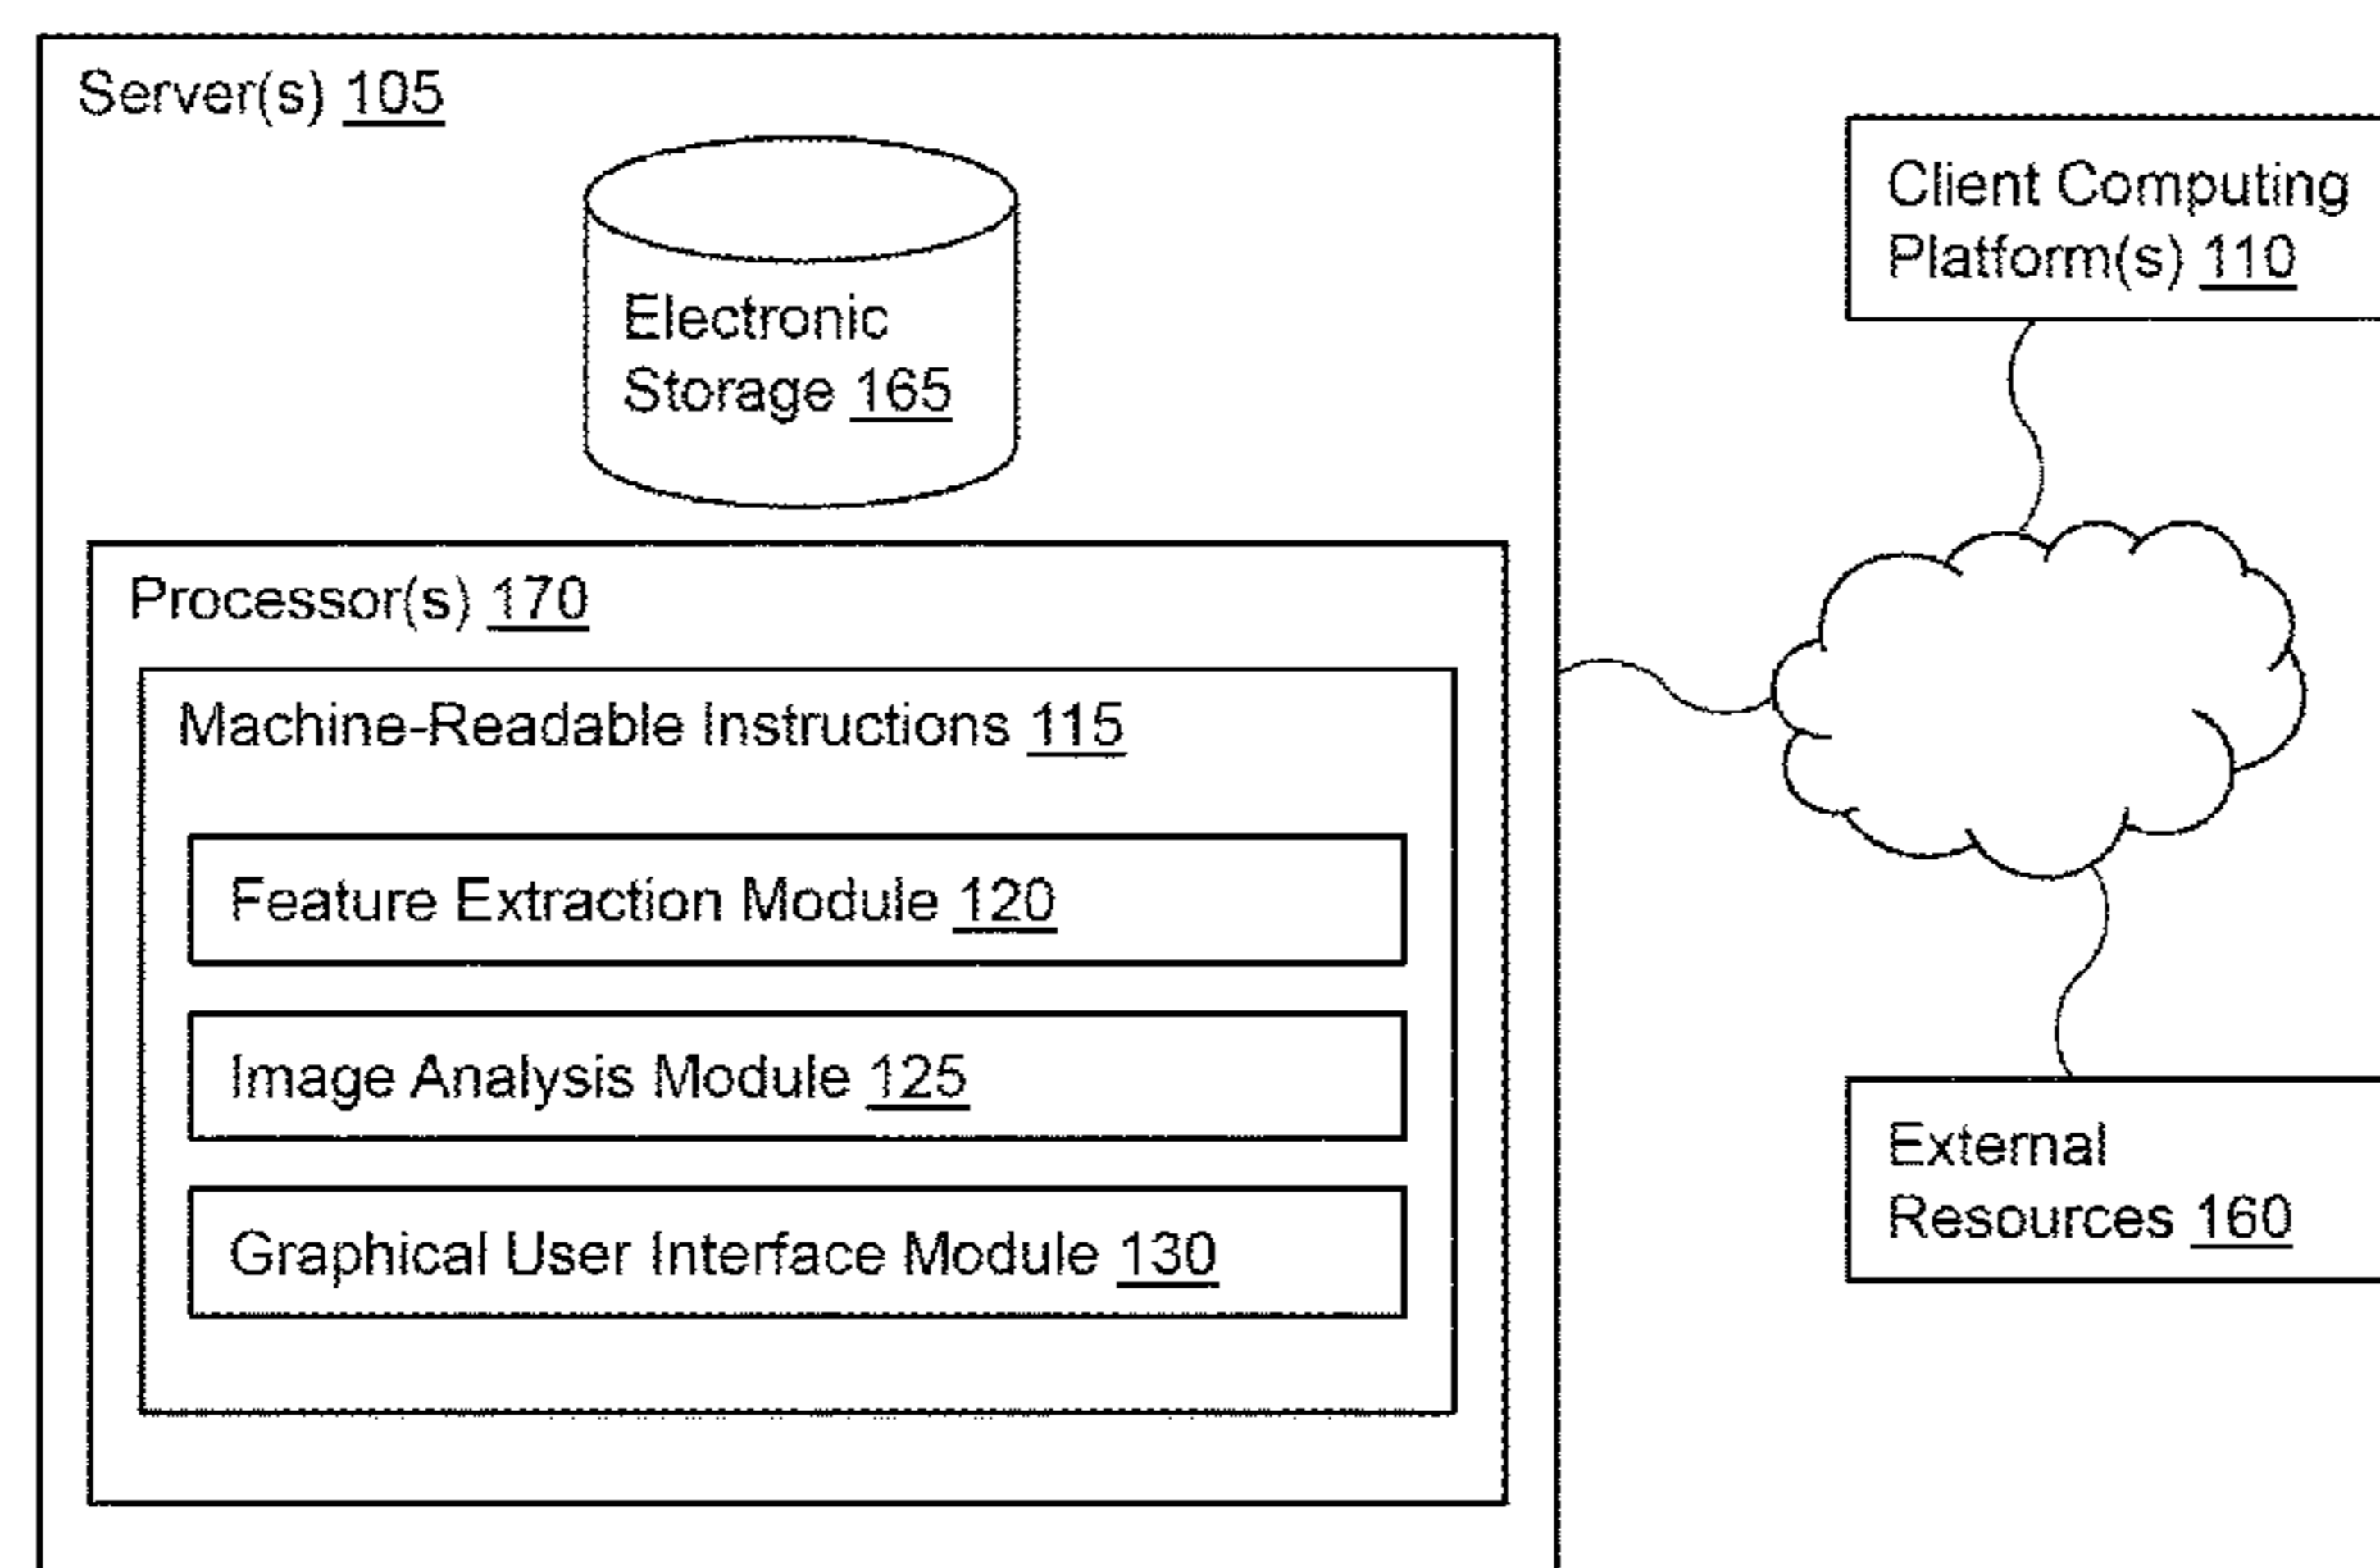 Server(s) 105
Electronic
Storage 165
Processor(s) 170
Machine-Readable Instructions 115
Feature Extraction Module 120
Image Analysis Module 125
Graphical User Interface Module 130
Client Computing
Platform(s) 110
External
Resources 160